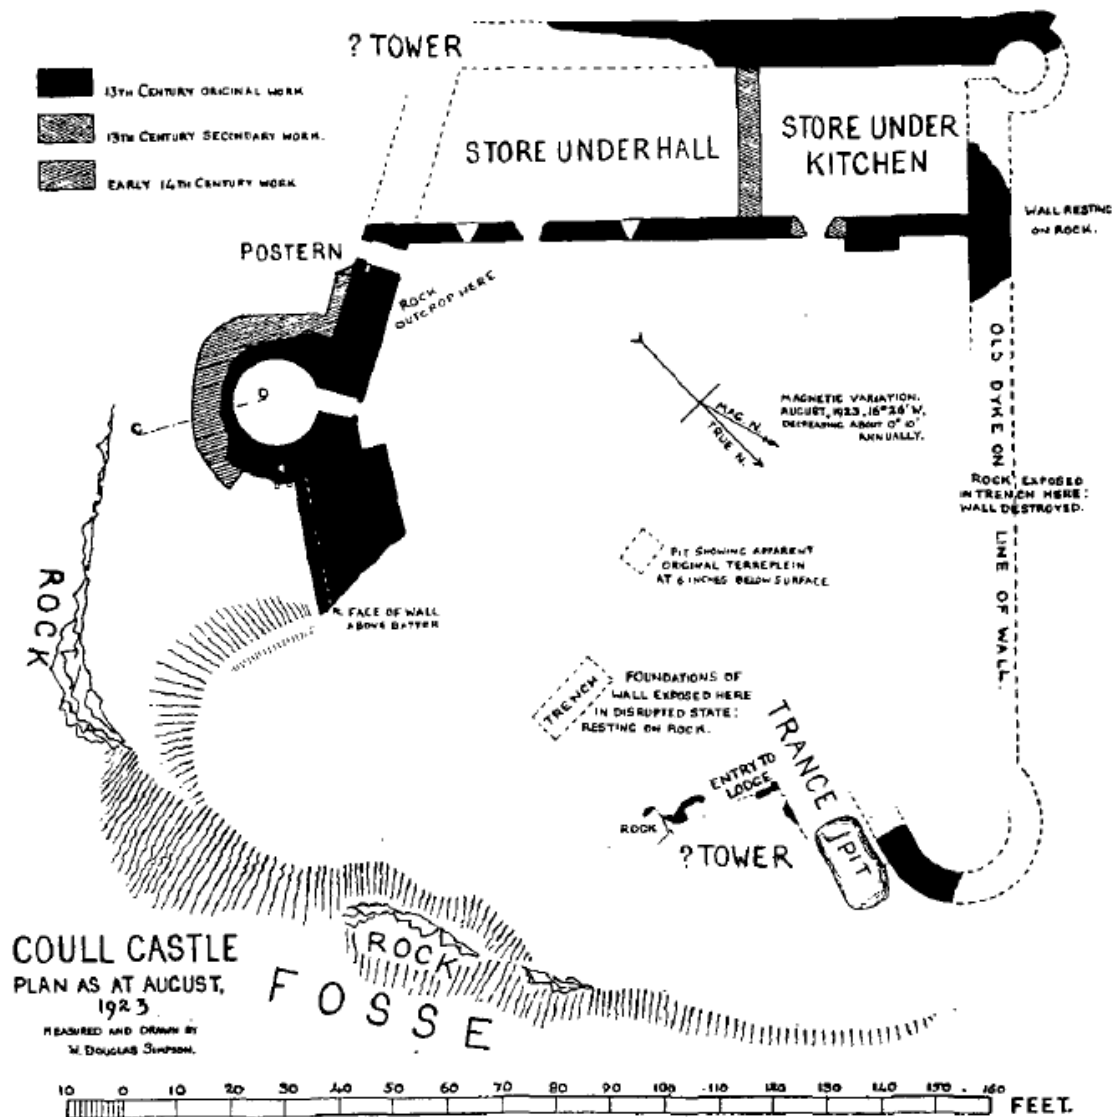 ? TOWER
13TH CENTURY ORIGINAL WORK
13TH CENTURY SECONDARY WORK.
EARLY 14TH CENTURY WORK
STORE UNDER HALL
STORE UNDER
KITCHEN
WALL RESTING
ON ROCK.
POSTERN
ROCK
OUTCROP HERE
D
C
MAG. N.
TRUE N.
MAGNETIC VARIATION.
AUGUST, 1923, 16° 26' W,
DECREASING ABOUT 0° 10'
ANNUALLY.
OLD DYKE ON LINE OF WALL.
ROCK EXPOSED
IN TRENCH HERE:
WALL DESTROYED.
PIT SHOWING APPARENT
ORIGINAL TERREPLEIN
AT 6 INCHES BELOW SURFACE
ROCK
FACE OF WALL
ABOVE BATTER
TRENCH
FOUNDATIONS OF
WALL EXPOSED HERE
IN DISRUPTED STATE:
RESTING ON ROCK.
TRANCE
ENTRY TO
LODGE
ROCK
? TOWER
PIT
ROCK
FOSSE
COULL CASTLE
PLAN AS AT AUGUST,
1923
MEASURED AND DRAWN BY
W. DOUGLAS SIMPSON.
10 0 10 20 30 40 50 60 70 80 90 100 110 120 130 140 150 160 FEET.